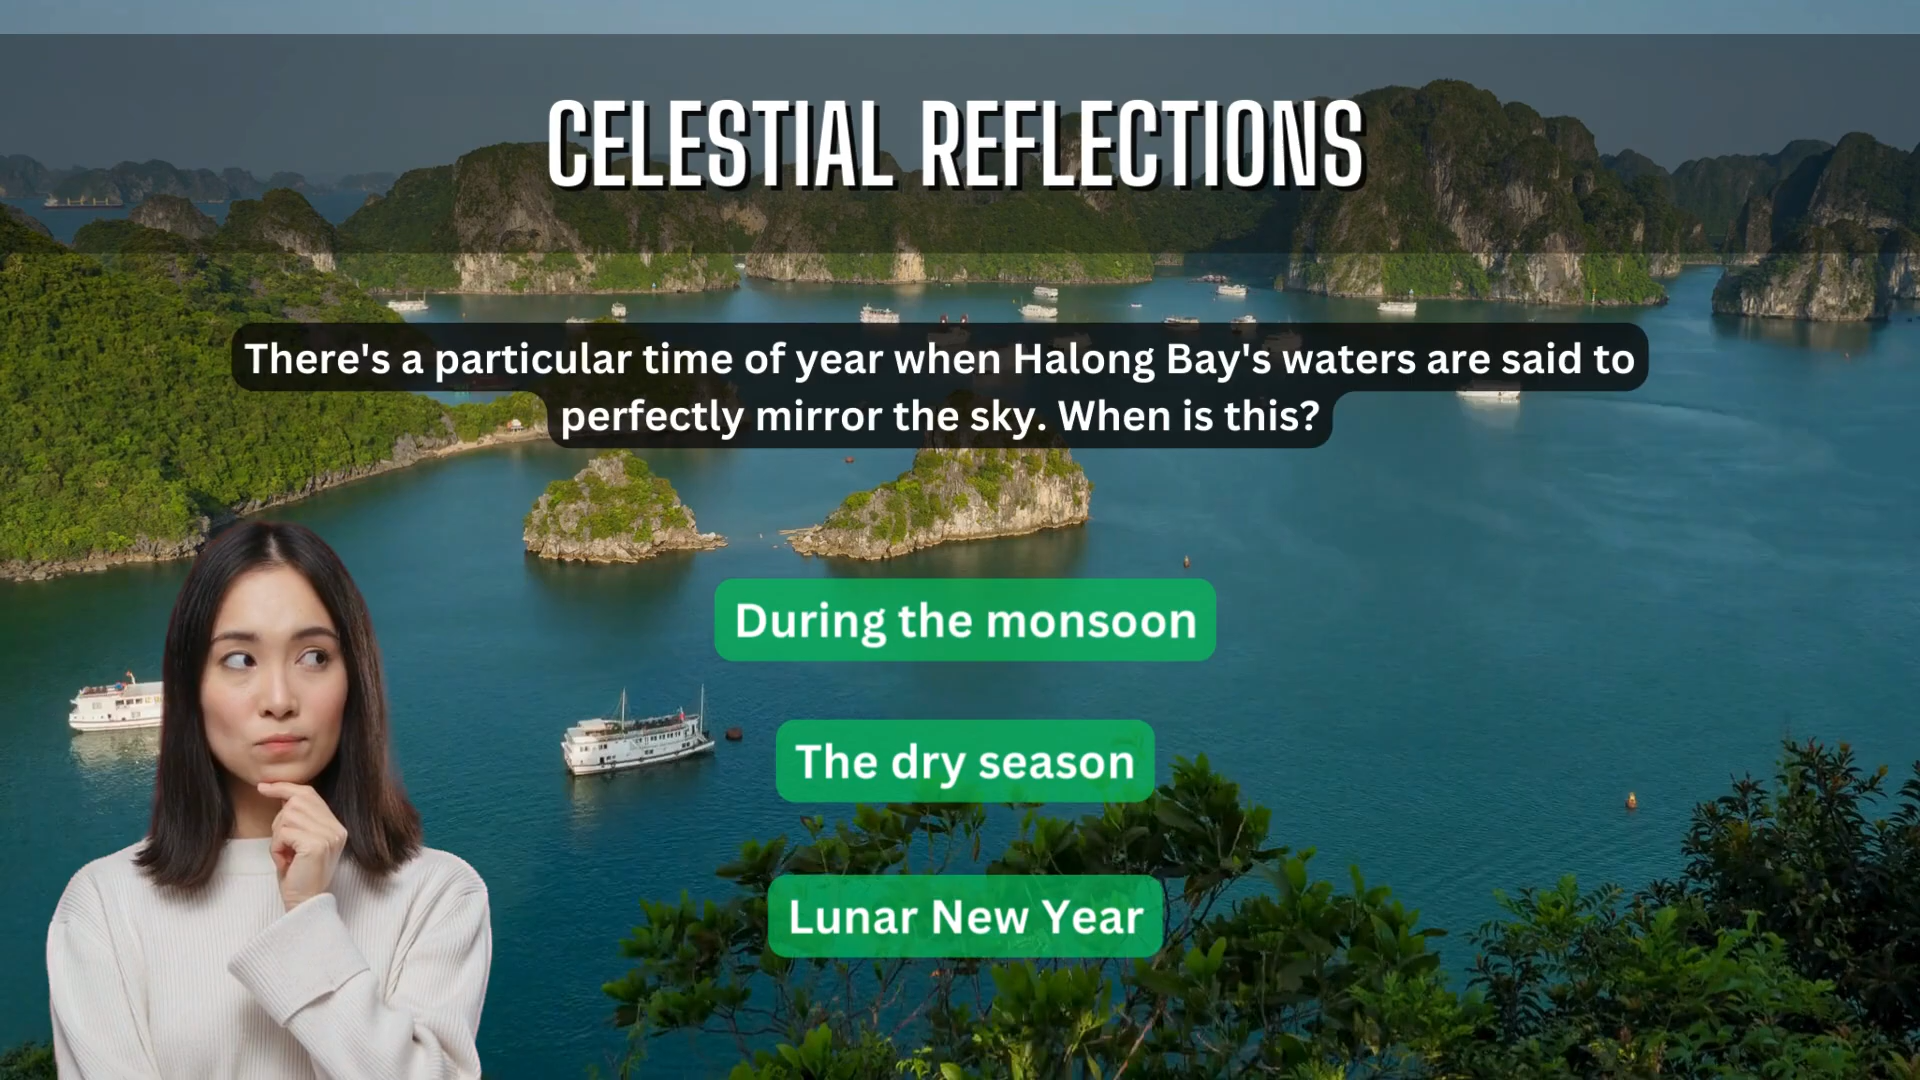 CELESTIAL REFLECTIONS
There's a particular time of year when Halong Bay's waters are said to
perfectly mirror the sky. When is this?
During the monsoon
The dry season
Lunar New Year